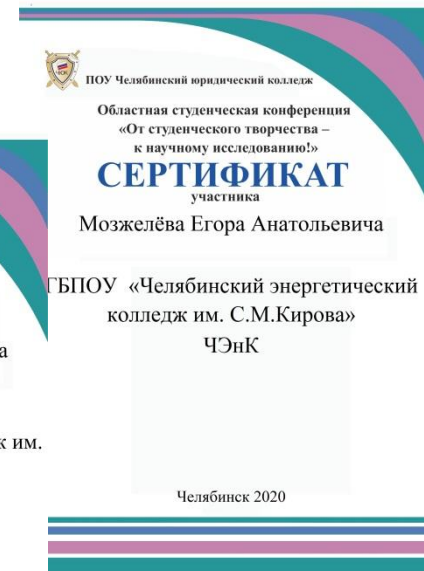 ПОУ Челябинский юридический колледж
Областная студенческая конференция
«От студенческого творчества –
к научному исследованию!»
СЕРТИФИКАТ
участника
Мозжелёва Егора Анатольевича
ГБПОУ «Челябинский энергетический
колледж им. С.М.Кирова»
ЧЭнК
Челябинск 2020
а
к им.